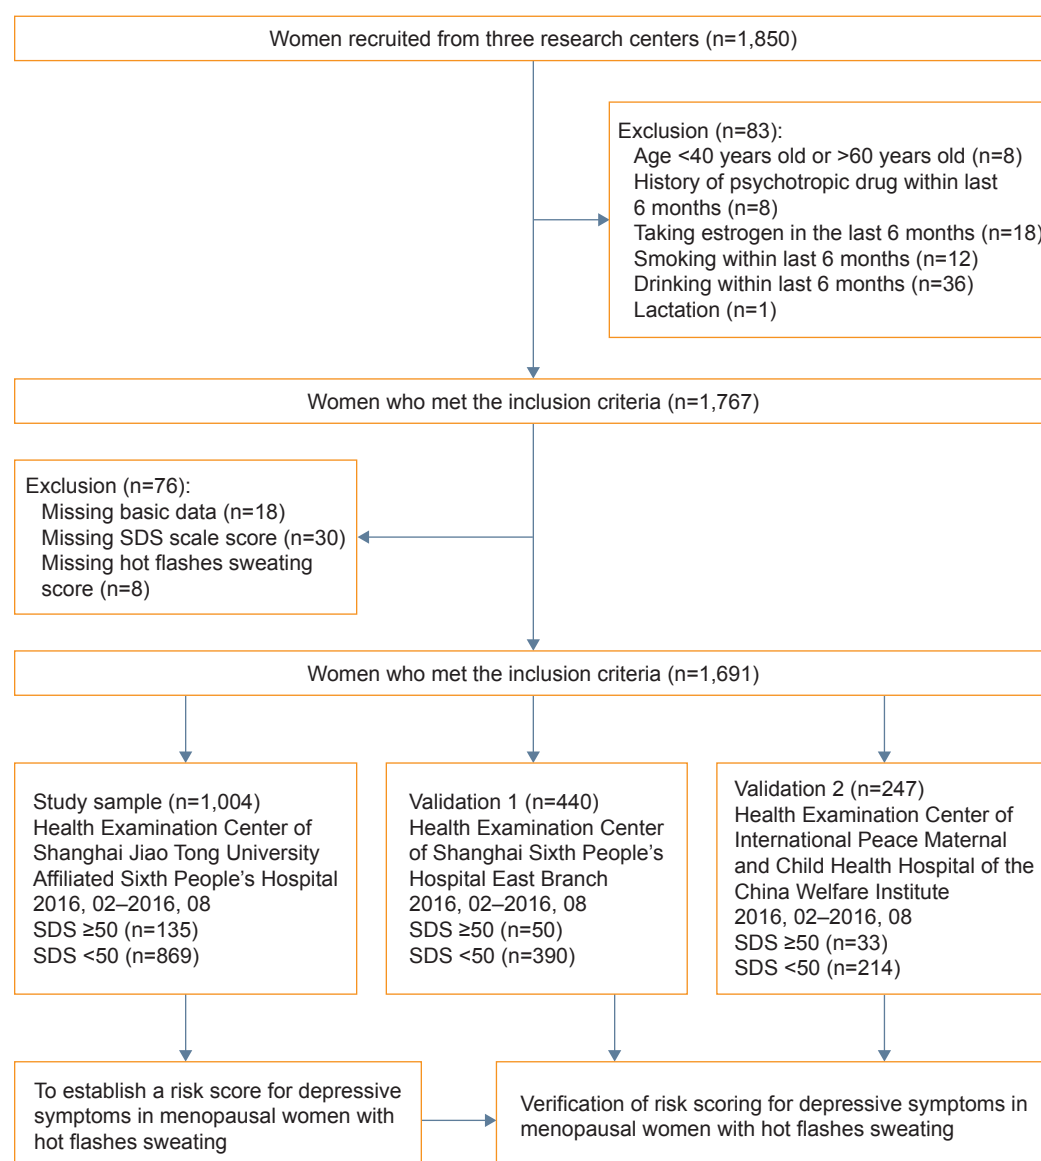 Women recruited from three research centers (n=1,850)
Exclusion (n=83):
Age <40 years old or >60 years old (n=8)
History of psychotropic drug within last
6 months (n=8)
Taking estrogen in the last 6 months (n=18)
Smoking within last 6 months (n=12)
Drinking within last 6 months (n=36)
Lactation (n=1)
Women who met the inclusion criteria (n=1,767)
Exclusion (n=76):
Missing basic data (n=18)
Missing SDS scale score (n=30)
Missing hot flashes sweating
score (n=8)
Women who met the inclusion criteria (n=1,691)
Study sample (n=1,004)
Health Examination Center of
Shanghai Jiao Tong University
Affiliated Sixth People's Hospital
2016, 02–2016, 08
SDS ≥50 (n=135)
SDS <50 (n=869)
Validation 1 (n=440)
Health Examination Center
of Shanghai Sixth People's
Hospital East Branch
2016, 02–2016, 08
SDS ≥50 (n=50)
SDS <50 (n=390)
Validation 2 (n=247)
Health Examination Center of
International Peace Maternal
and Child Health Hospital of the
China Welfare Institute
2016, 02–2016, 08
SDS ≥50 (n=33)
SDS <50 (n=214)
To establish a risk score for depressive
symptoms in menopausal women with
hot flashes sweating
Verification of risk scoring for depressive symptoms in
menopausal women with hot flashes sweating